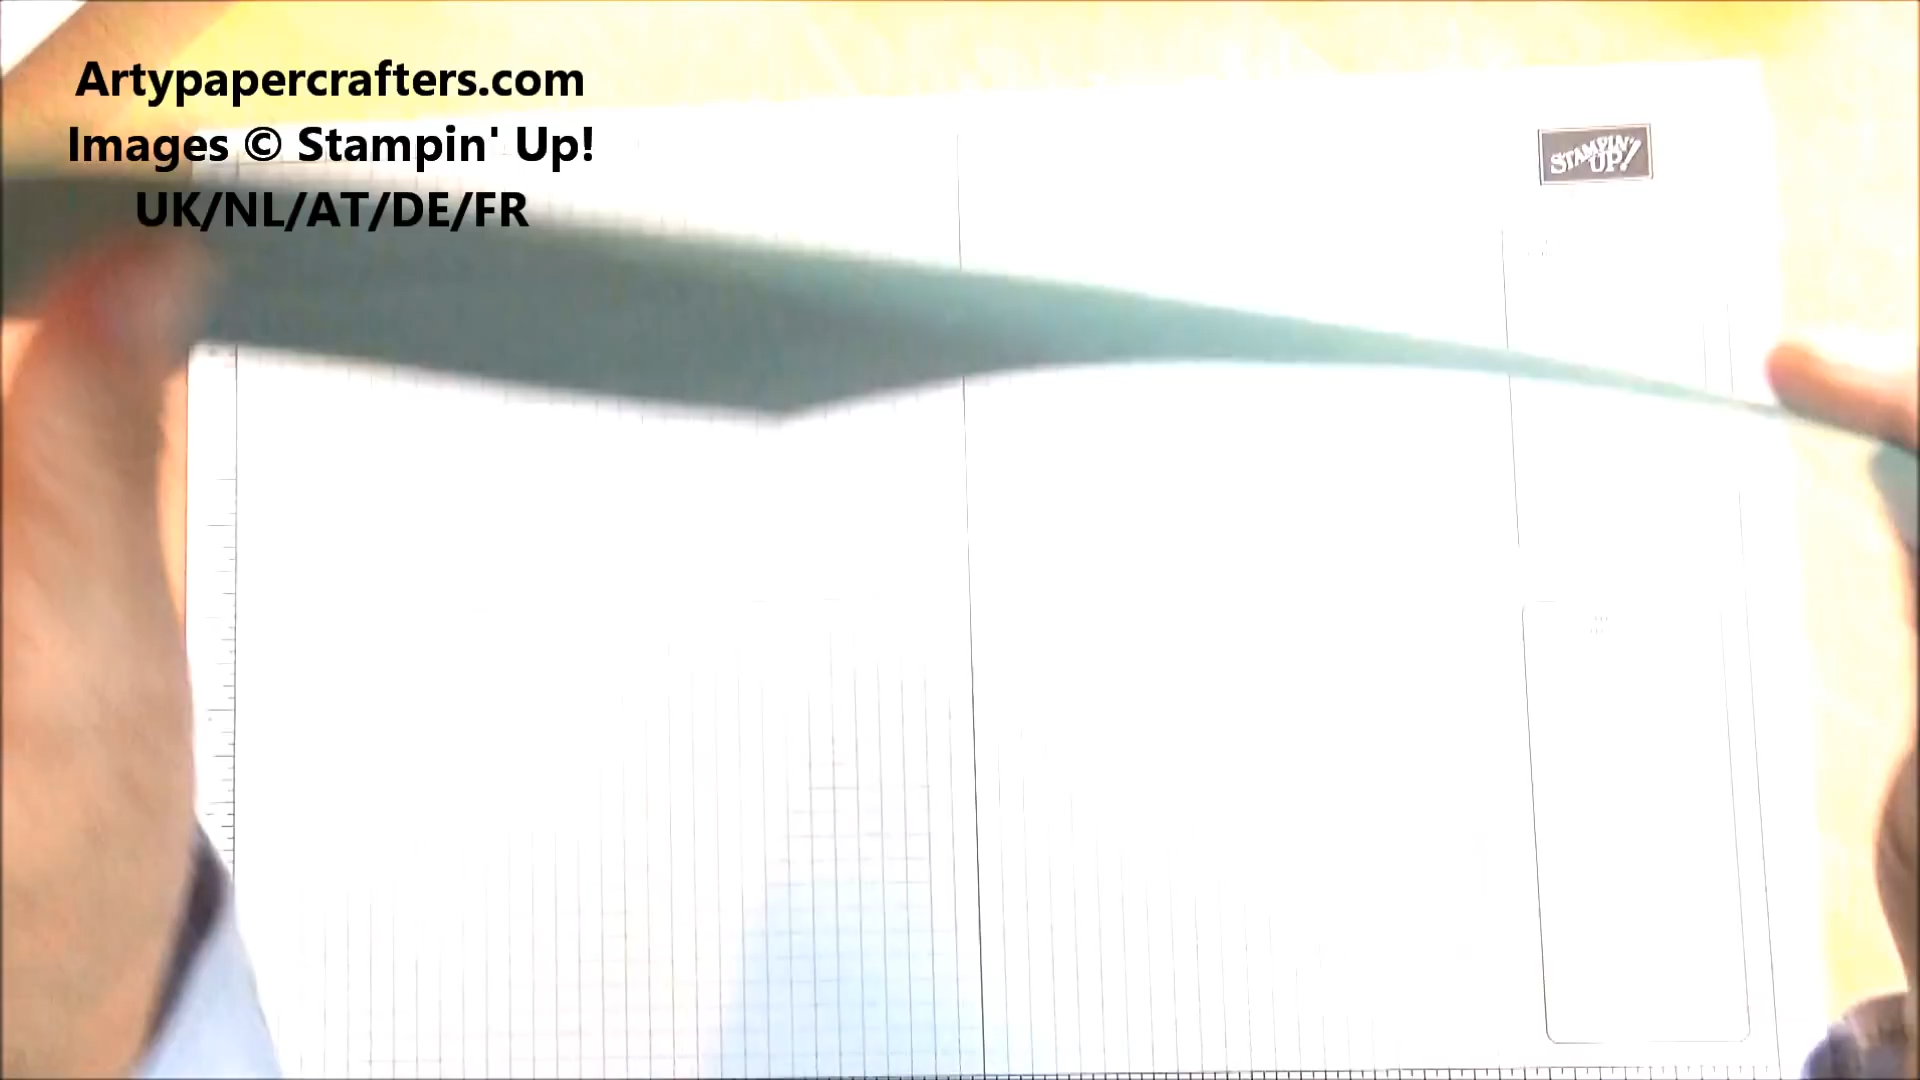 Artypapercrafters.com
Images © Stampin' Up!
UK/NL/AT/DE/FR
STAMPIN'
UP!